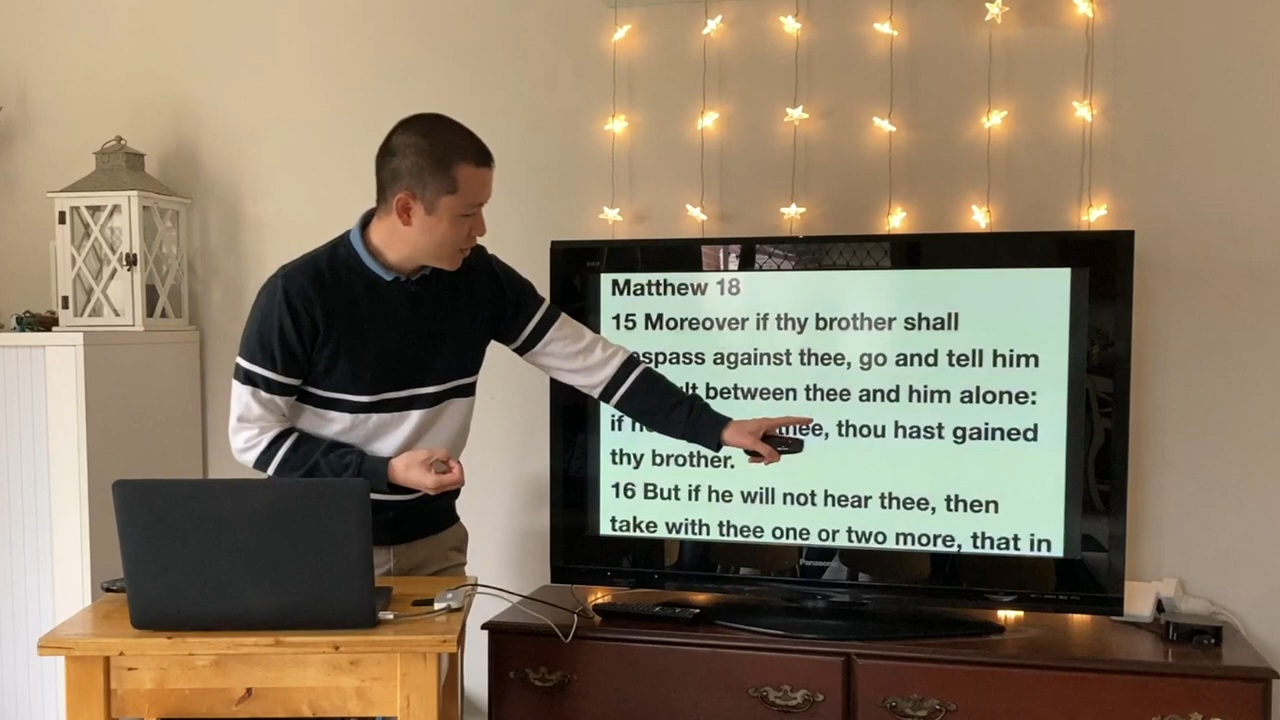 Matthew 18
15 Moreover if thy brother shall
against thee, go and tell him
between thee and him alone:
if thee, thou hast gained
thy brother.
16 But if he will not hear thee, then
take with thee one or two more, that in
Panasonic